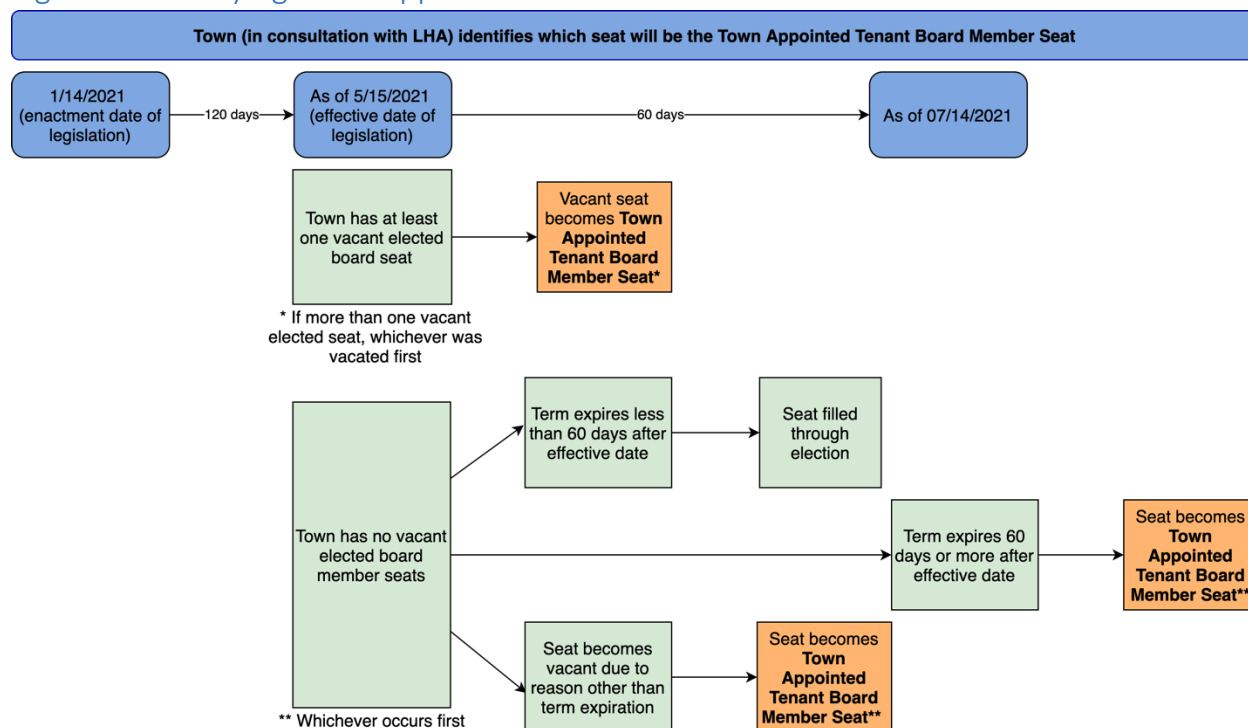 Town (in consultation with LHA) identifies which seat will be the Town Appointed Tenant Board Member Seat
1/14/2021
(enactment date of
legislation)
120 days
As of 5/15/2021
(effective date of
legislation)
60 days
As of 07/14/2021
Town has at least
one vacant elected
board seat
Vacant seat
becomes Town
Appointed
Tenant Board
Member Seat*
* If more than one vacant
elected seat, whichever was
vacated first
Town has no vacant
elected board
member seats
Term expires less
than 60 days after
effective date
Seat filled
through
election
Term expires 60
days or more after
effective date
Seat becomes
Town
Appointed
Tenant Board
Member Seat**
Seat becomes
vacant due to
reason other than
term expiration
Seat becomes
Town
Appointed
Tenant Board
Member Seat**
** Whichever occurs first